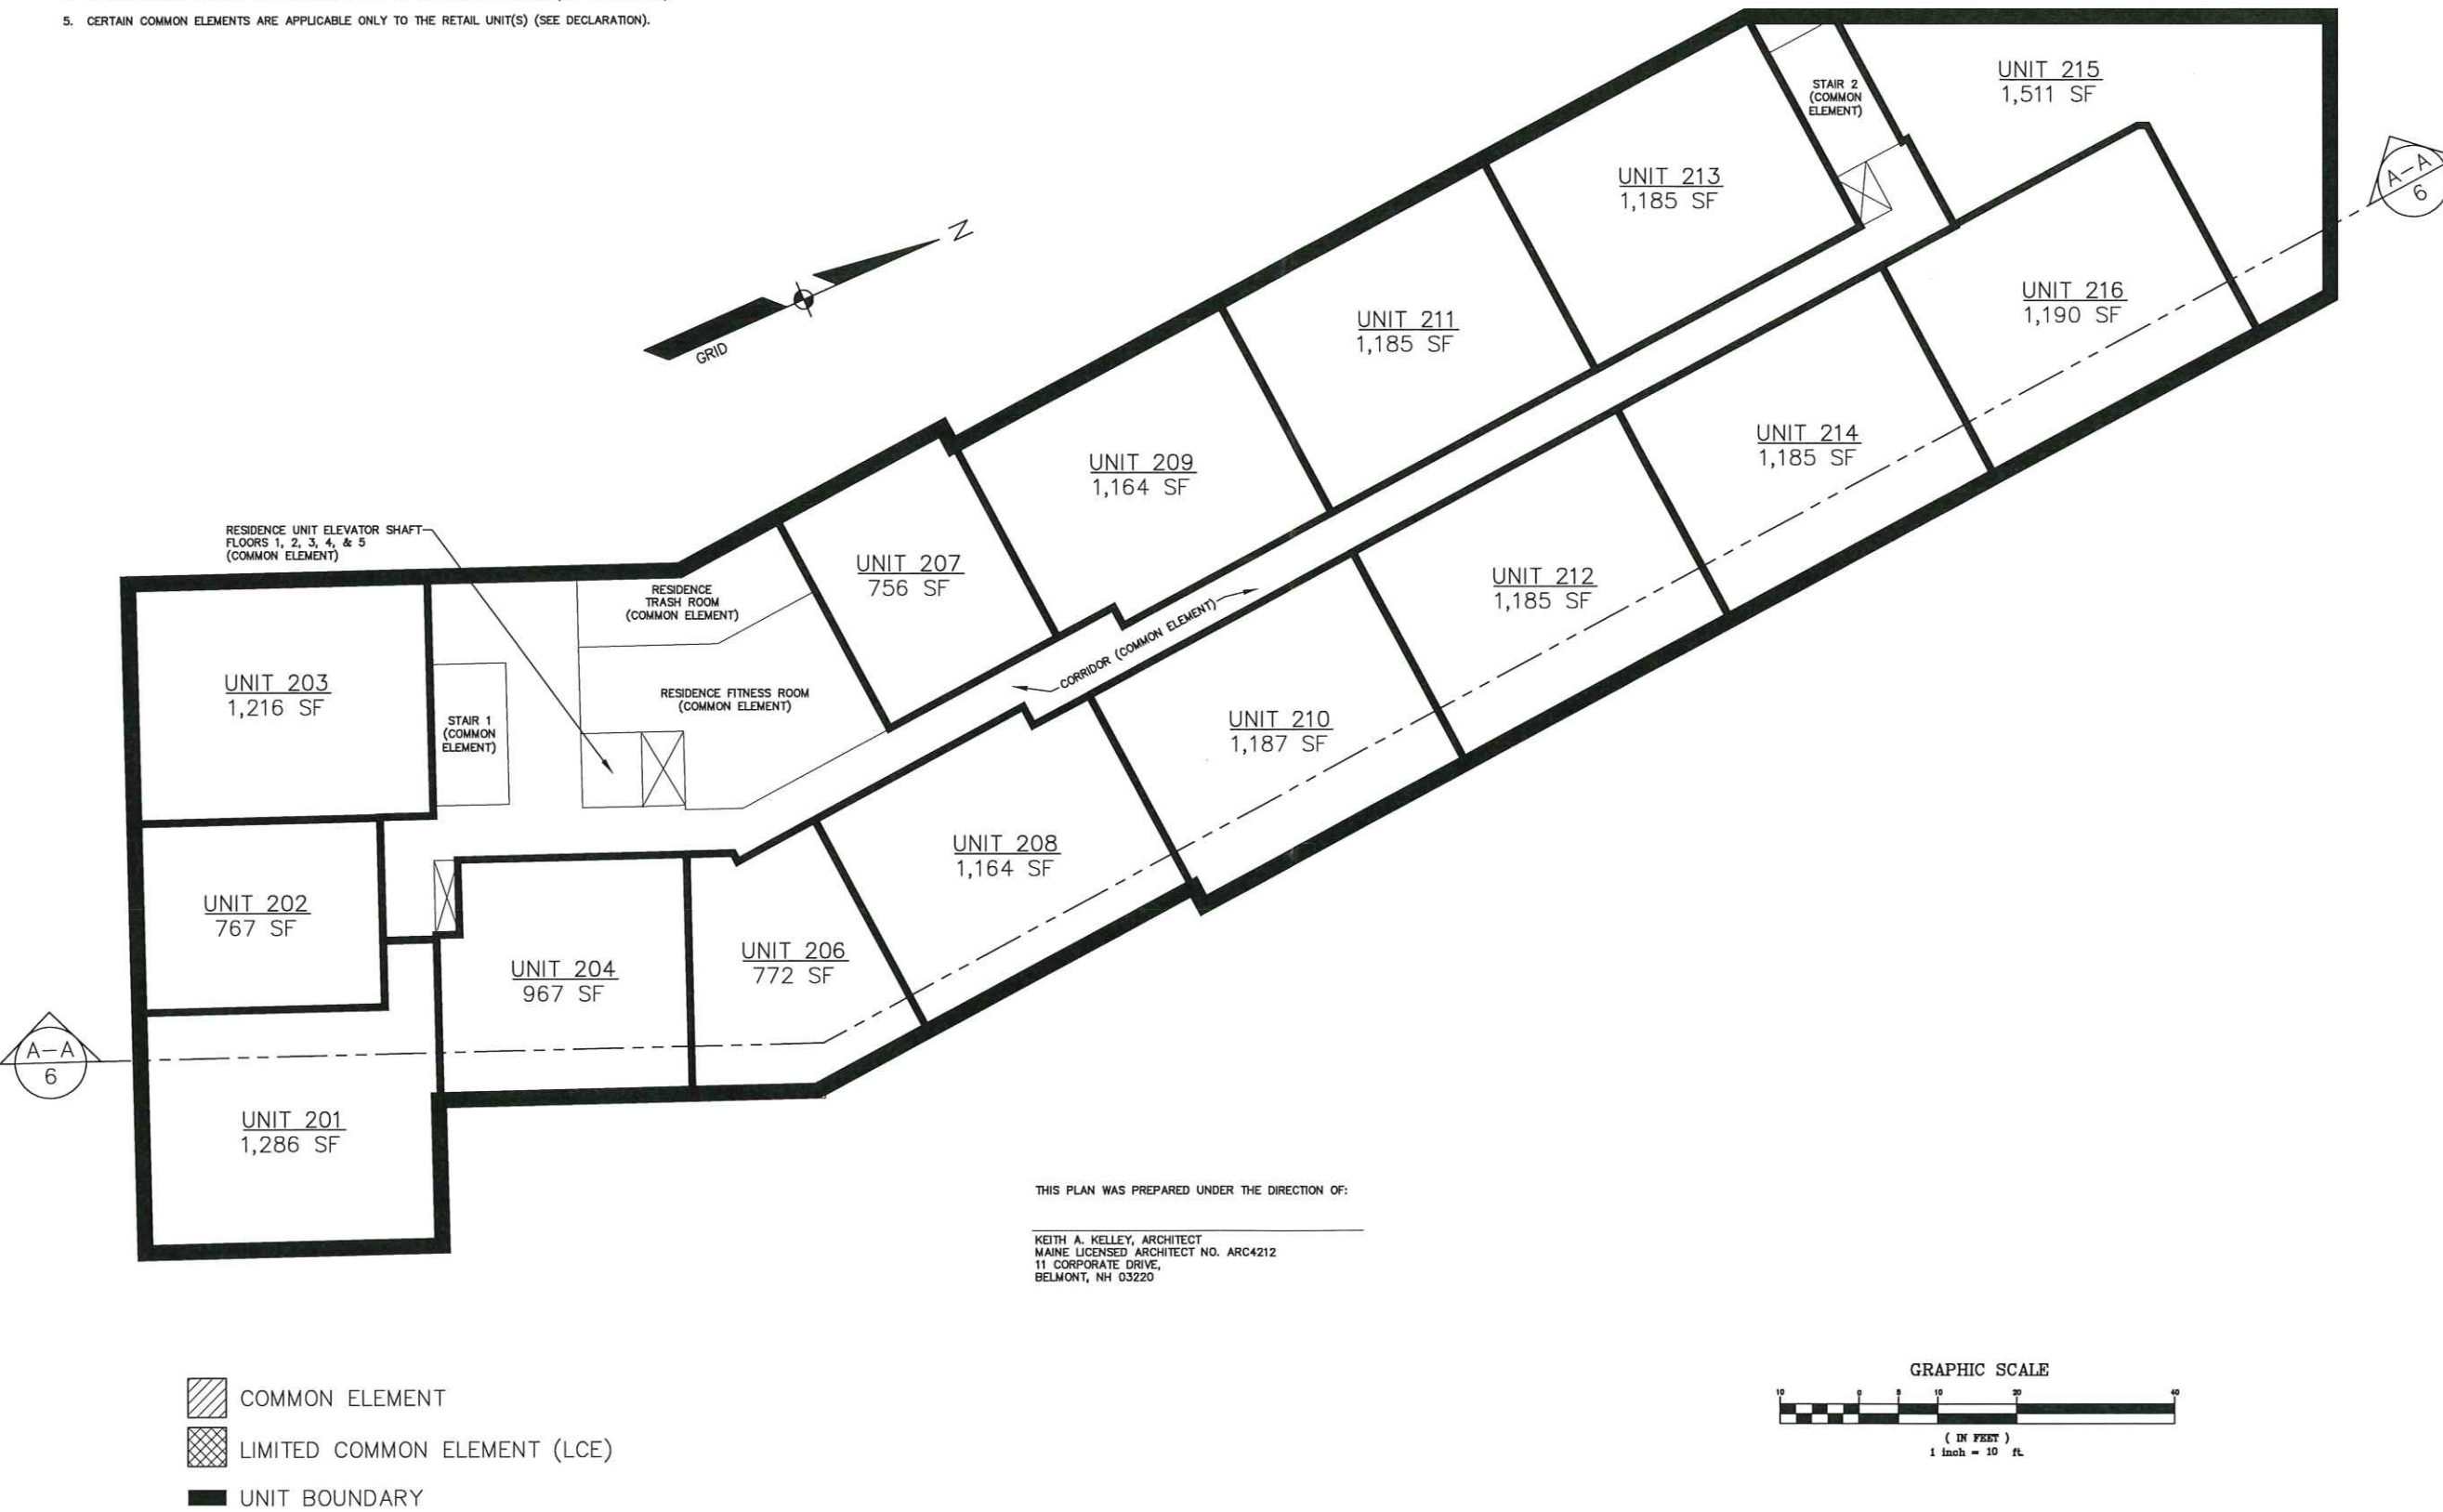 5. CERTAIN COMMON ELEMENTS ARE APPLICABLE ONLY TO THE RETAIL UNIT(S) (SEE DECLARATION).
UNIT 215
1,511 SF
STAIR 2
(COMMON
ELEMENT)
A-A
6
UNIT 213
1,185 SF
N
GRID
UNIT 216
1,190 SF
UNIT 211
1,185 SF
UNIT 214
1,185 SF
UNIT 209
1,164 SF
RESIDENCE UNIT ELEVATOR SHAFT
FLOORS 1, 2, 3, 4, & 5
(COMMON ELEMENT)
UNIT 207
756 SF
UNIT 212
1,185 SF
RESIDENCE
TRASH ROOM
(COMMON ELEMENT)
CORRIDOR (COMMON ELEMENT)
UNIT 203
1,216 SF
RESIDENCE FITNESS ROOM
(COMMON ELEMENT)
STAIR 1
(COMMON
ELEMENT)
UNIT 210
1,187 SF
UNIT 208
1,164 SF
UNIT 202
767 SF
UNIT 206
772 SF
UNIT 204
967 SF
A-A
6
UNIT 201
1,286 SF
THIS PLAN WAS PREPARED UNDER THE DIRECTION OF:
KEITH A. KELLEY, ARCHITECT
MAINE LICENSED ARCHITECT NO. ARC4212
11 CORPORATE DRIVE,
BELMONT, NH 03220
COMMON ELEMENT
LIMITED COMMON ELEMENT (LCE)
UNIT BOUNDARY
GRAPHIC SCALE
10 0 5 10 20 40
( IN FEET )
1 inch = 10 ft.